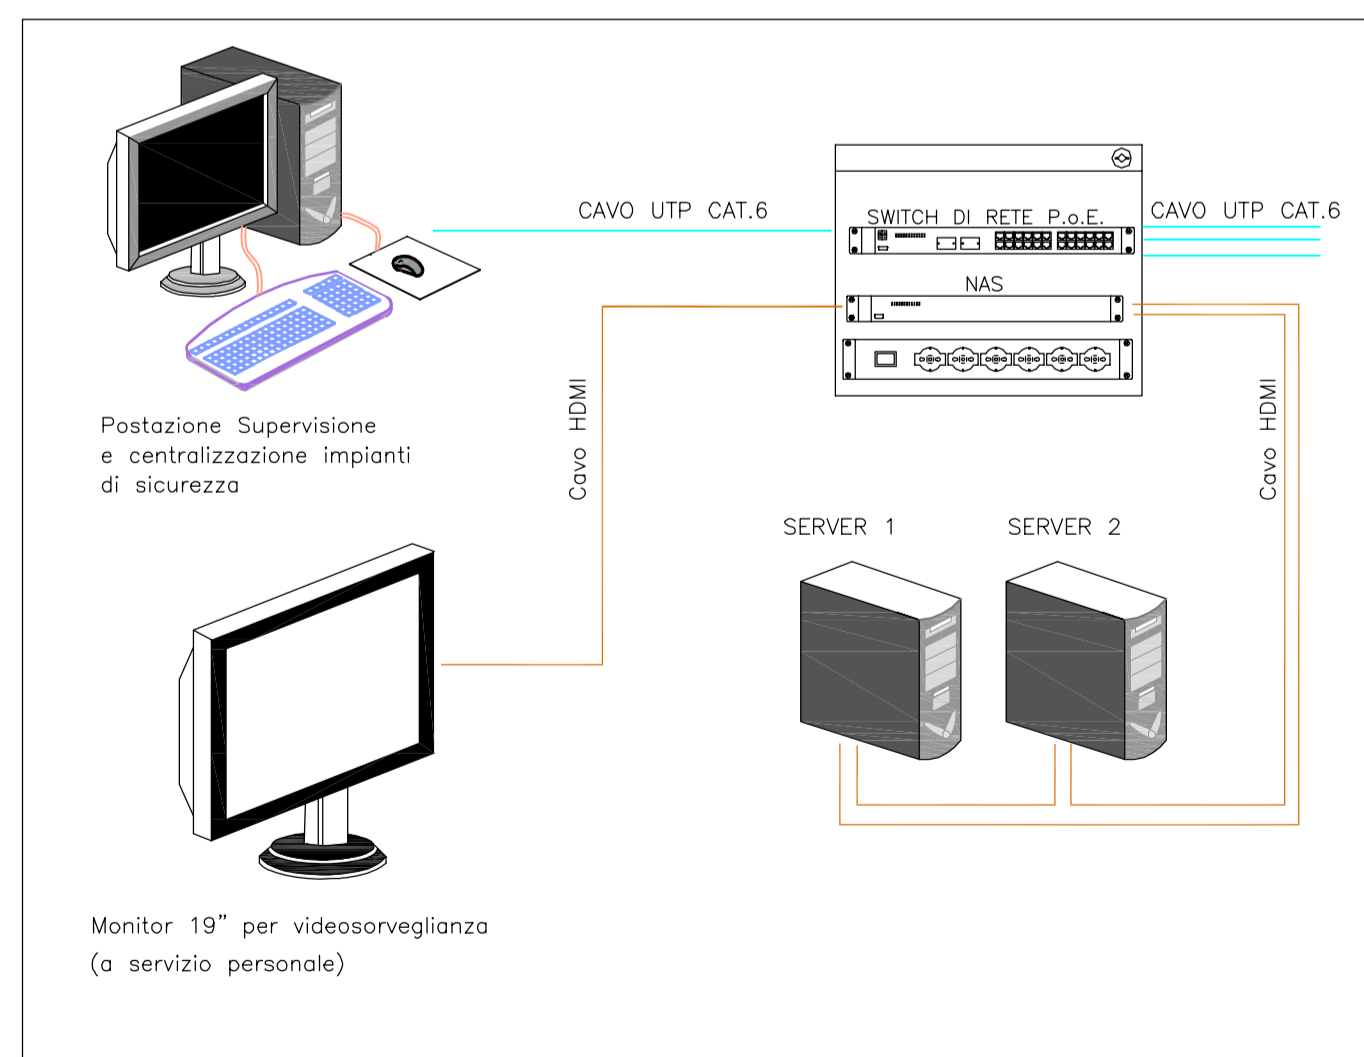 CAVO UTP CAT.6
SWITCH DI RETE P.o.E.
CAVO UTP CAT.6
NAS
Postazione Supervisione
e centralizzazione impianti
di sicurezza
Cavo HDMI
Cavo HDMI
SERVER 1
SERVER 2
Monitor 19" per videosorveglianza
(a servizio personale)